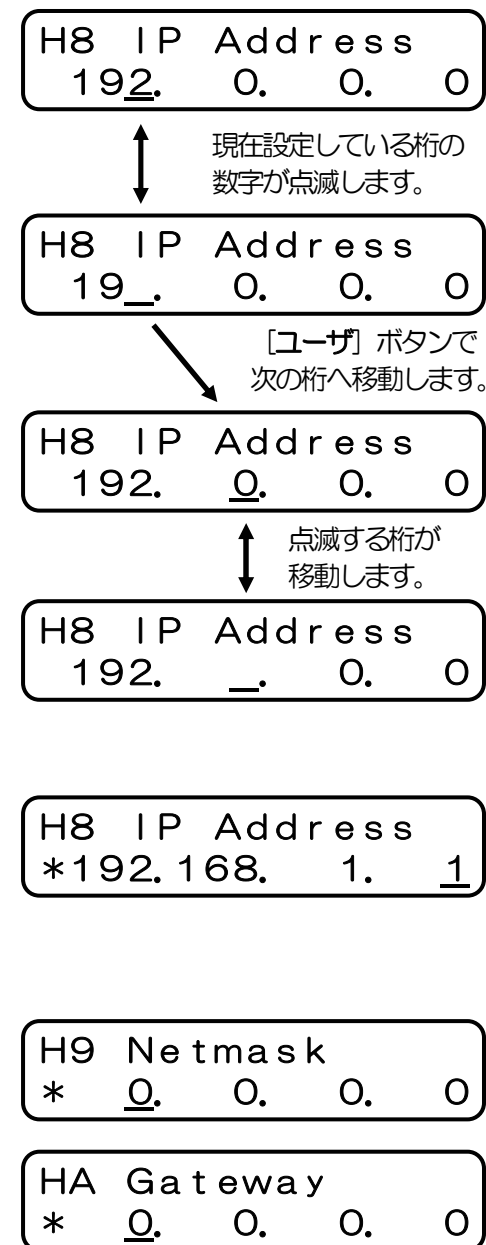 H8 IP Address
192. 0. 0. 0
現在設定している桁の
数字が点滅します。
H8 IP Address
19_. 0. 0. 0
［ユーザ］ボタンで
次の桁へ移動します。
H8 IP Address
192. 0. 0. 0
点滅する桁が
移動します。
H8 IP Address
192. _. 0. 0
H8 IP Address
*192.168. 1. 1
H9 Netmask
* 0. 0. 0. 0
HA Gateway
* 0. 0. 0. 0